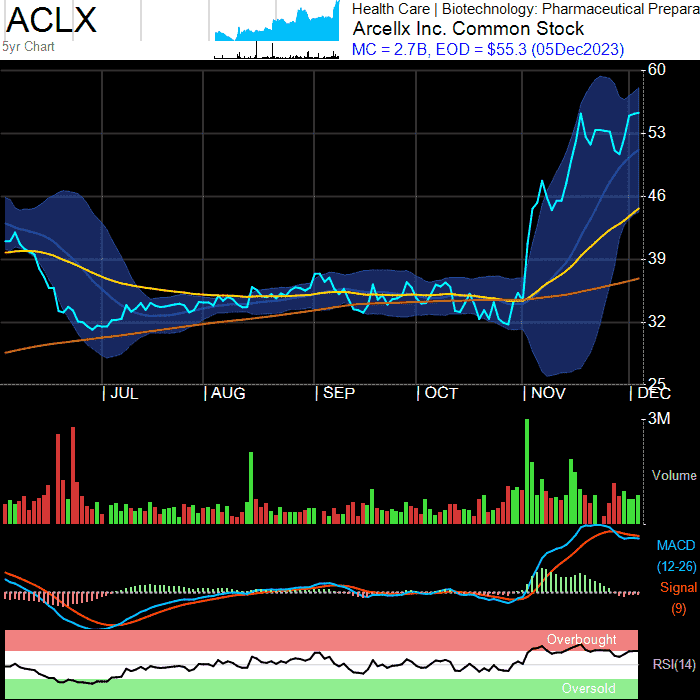 ACLX
5yr Chart
Health Care | Biotechnology: Pharmaceutical Prepara
Arcellx Inc. Common Stock
MC = 2.7B, EOD = $55.3 (05Dec2023)
60
53
46
39
32
25
| JUL
| AUG
| SEP
| OCT
| NOV
| DEC
3M
Volume
MACD
(12-26)
Signal
(9)
Overbought
RSI(14)
Oversold